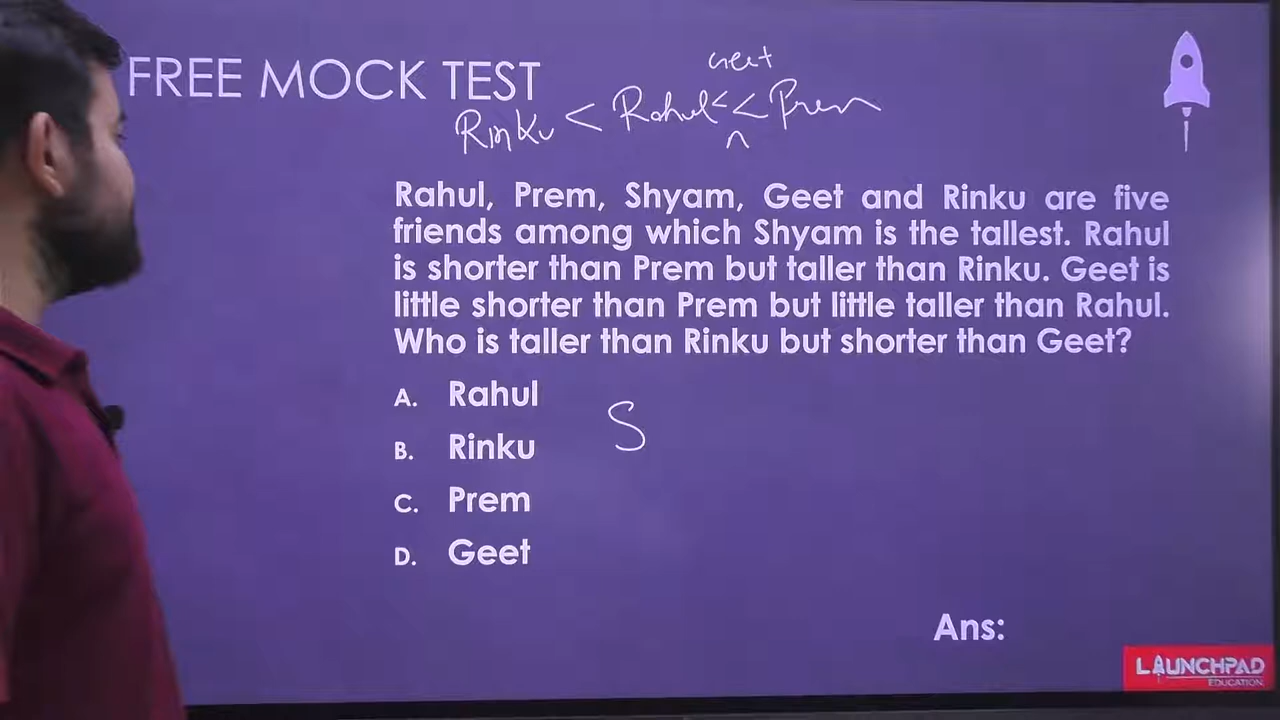 FREE MOCK TEST
Geet
Rinku < Rahul < < Prem
^
Rahul, Prem, Shyam, Geet and Rinku are five
friends among which Shyam is the tallest. Rahul
is shorter than Prem but taller than Rinku. Geet is
little shorter than Prem but little taller than Rahul.
Who is taller than Rinku but shorter than Geet?
A. Rahul
B. Rinku
S
C. Prem
D. Geet
Ans:
LAUNCHPAD
EDUCATION